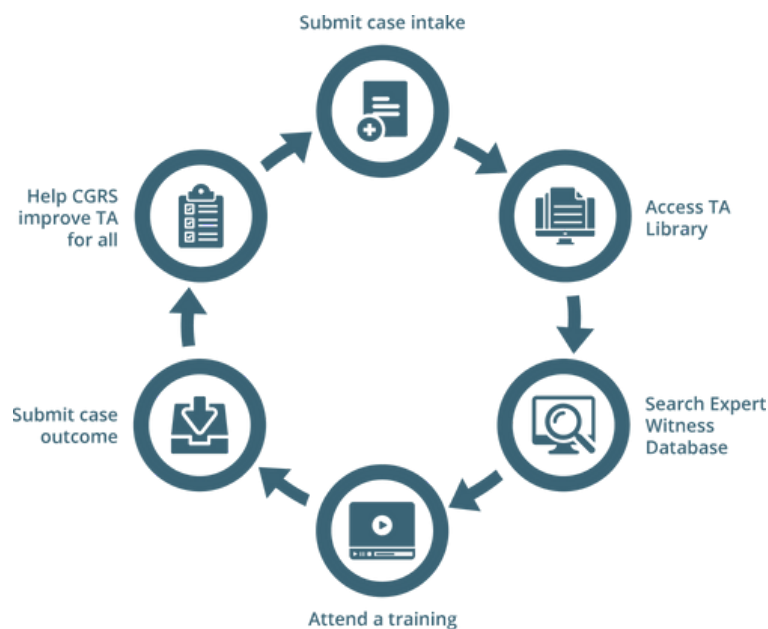 Submit case intake
Access TA
Library
Search Expert
Witness
Database
Attend a training
Submit case
outcome
Help CGRS
improve TA
for all